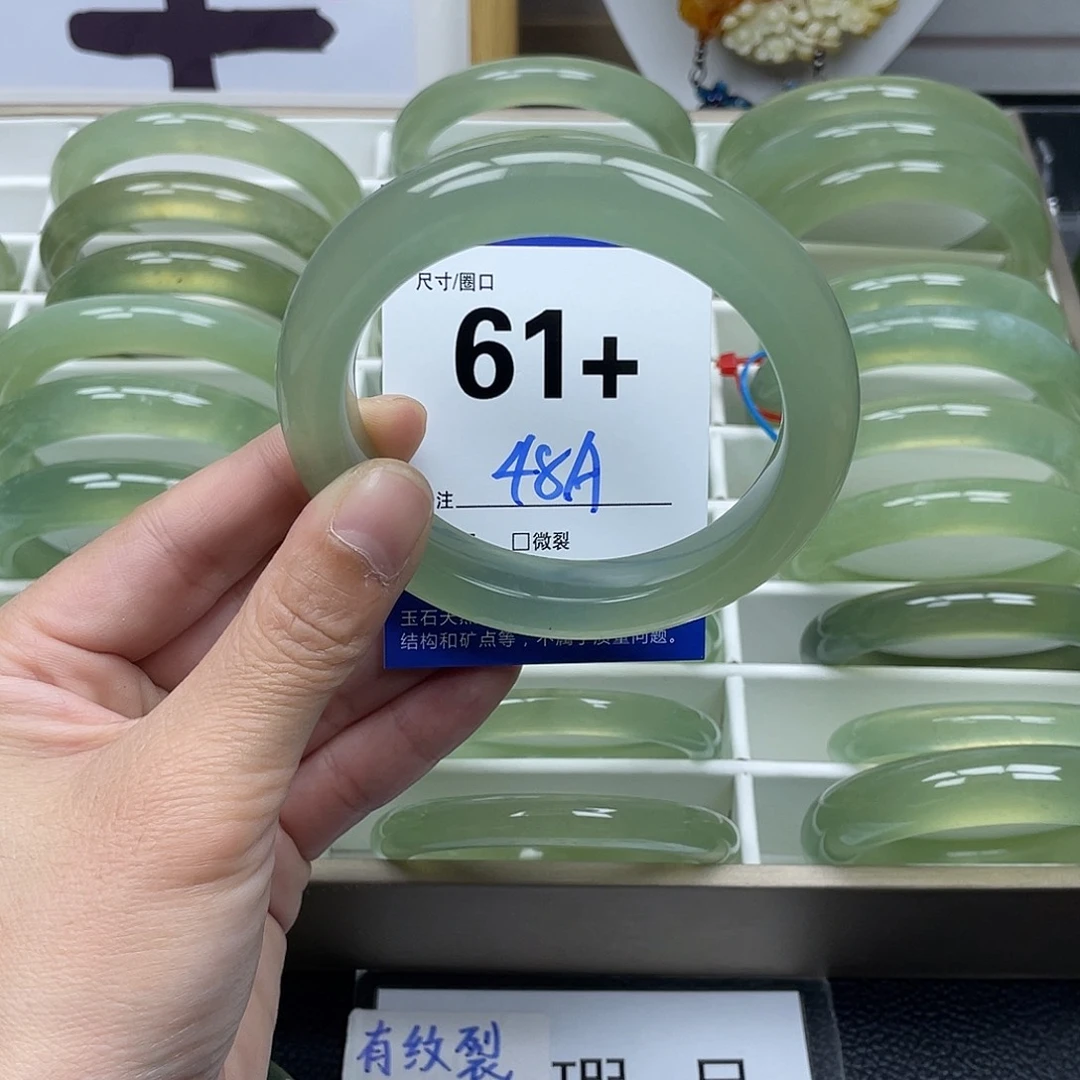 尺寸/圈口
61+
48A
注
□微裂
玉石天然
结构和矿点等，不属于质量问题。
有纹裂